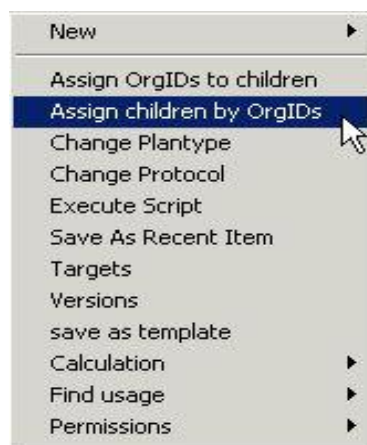 New
Assign OrgIDs to children
Assign children by OrgIDs
Change Plantype
Change Protocol
Execute Script
Save As Recent Item
Targets
Versions
save as template
Calculation
Find usage
Permissions